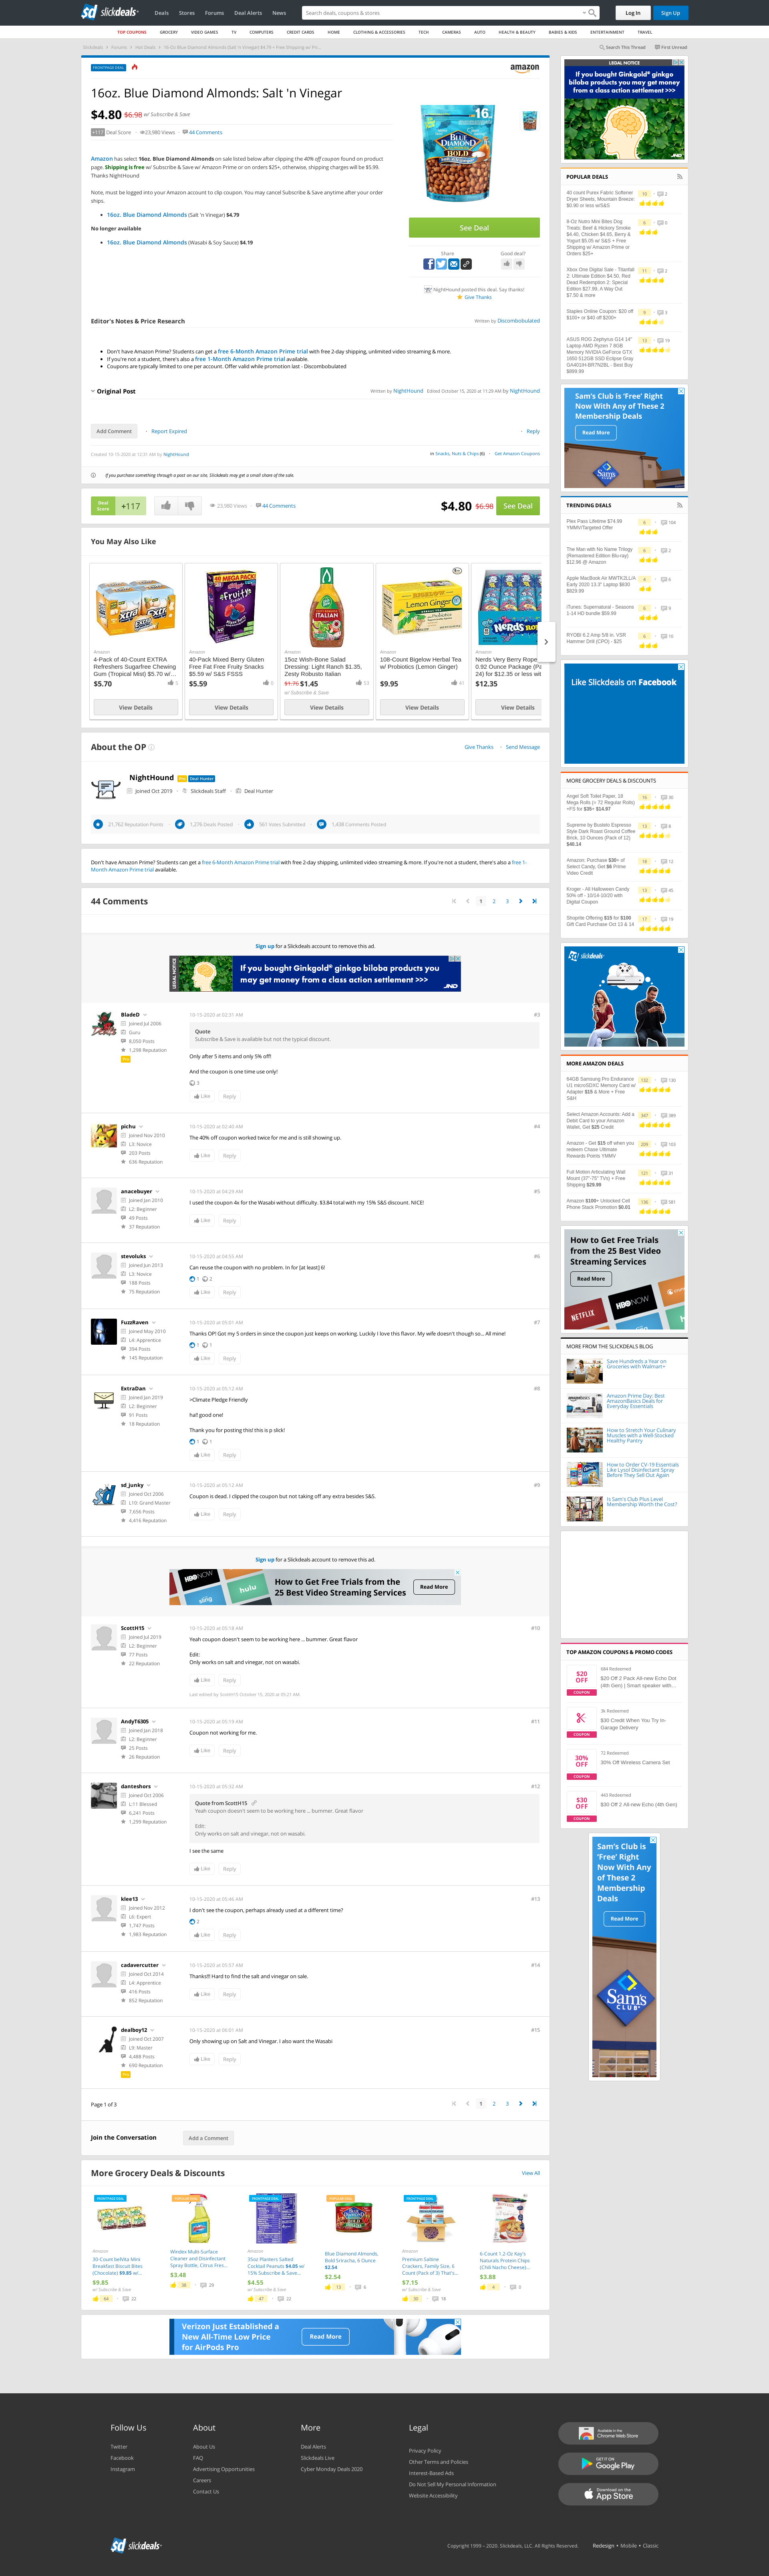 slickdeals
Deals Stores Forums Deal Alerts News
Search deals, coupons & stores
Log In Sign Up
TOP COUPONS GROCERY VIDEO GAMES TV COMPUTERS CREDIT CARDS HOME CLOTHING & ACCESSORIES TECH CAMERAS AUTO HEALTH & BEAUTY BABIES & KIDS ENTERTAINMENT TRAVEL
Search This Thread First Unread
FRONTPAGE DEAL
amazon
16oz. Blue Diamond Almonds: Salt 'n Vinegar
$4.80 $6.98 w/ Subscribe & Save
+117 Deal Score 23,980 Views 44 Comments
Amazon has select 16oz. Blue Diamond Almonds on sale listed below after clipping the 40% off coupon found on product
page. Shipping is free w/ Subscribe & Save w/ Amazon Prime or on orders $25+; otherwise, shipping charges will be $5.99.
Thanks NightHound
Note, must be logged into your Amazon account to clip coupon. You may cancel Subscribe & Save anytime after your order
ships.
16oz. Blue Diamond Almonds (Salt 'n Vinegar) $4.79
No longer available
16oz. Blue Diamond Almonds (Wasabi & Soy Sauce) $4.19
See Deal
Share Good deal?
NightHound posted this deal. Say thanks!
Give Thanks
Editor's Notes & Price Research Written by Discombobulated
Don't have Amazon Prime? Students can get a free 6-Month Amazon Prime trial with free 2-day shipping, unlimited video streaming & more.
If you're not a student, there's also a free 1-Month Amazon Prime trial available.
Coupons are typically limited to one per account. Offer valid while promotion last - Discombobulated
Original Post Written by NightHound Edited October 15, 2020 at 11:29 AM by NightHound
Add Comment Report Expired Reply
Created 10-15-2020 at 12:31 AM by NightHound in Snacks, Nuts & Chips (6) Get Amazon Coupons
If you purchase something through a post on our site, Slickdeals may get a small share of the sale.
Deal Score +117 23,980 Views 44 Comments $4.80 $6.98 See Deal
You May Also Like
Amazon
4-Pack of 40-Count EXTRA Refreshers Sugarfree Chewing Gum (Tropical Mist) $5.70 w/...
$5.70
View Details
Amazon
40-Pack Mixed Berry Gluten Free Fat Free Fruity Snacks $5.59 w/ S&S FSSS
$5.59
View Details
Amazon
15oz Wish-Bone Salad Dressing: Light Ranch $1.35, Zesty Robusto Italian
$1.76 $1.45 53
w/ Subscribe & Save
View Details
Amazon
108-Count Bigelow Herbal Tea w/ Probiotics (Lemon Ginger)
$9.95 41
View Details
Amazon
Nerds Very Berry Rope
0.92 Ounce Package (Pa
24) for $12.35 or less wit
$12.35
View Details
About the OP Give Thanks Send Message
NightHound Deal Hunter
Joined Oct 2019 Slickdeals Staff Deal Hunter
21,762 Reputation Points 1,276 Deals Posted 561 Votes Submitted 1,438 Comments Posted
Don't have Amazon Prime? Students can get a free 6-Month Amazon Prime trial with free 2-day shipping, unlimited video streaming & more. If you're not a student, there's also a free 1-
Month Amazon Prime trial available.
44 Comments 1 2 3
Sign up for a Slickdeals account to remove this ad.
LEGAL NOTICE
If you bought Ginkgold® ginkgo biloba products you
may get money from a class action settlement >>>
JND
BladeD 10-15-2020 at 02:31 AM #3
Joined Jul 2006
Guru
8,050 Posts
1,298 Reputation
Quote
Subscribe & Save is available but not the typical discount.
Only after 5 items and only 5% off!
And the coupon is one time use only!
3
Like Reply
pichu 10-15-2020 at 02:40 AM #4
Joined Nov 2010
L3: Novice
203 Posts
636 Reputation
The 40% off coupon worked twice for me and is still showing up.
Like Reply
anacebuyer 10-15-2020 at 04:29 AM #5
Joined Jan 2010
L2: Beginner
49 Posts
37 Reputation
I used the coupon 4x for the Wasabi without difficulty. $3.84 total with my 15% S&S discount. NICE!
Like Reply
stevoluks 10-15-2020 at 04:55 AM #6
Joined Jun 2013
L3: Novice
188 Posts
75 Reputation
Can reuse the coupon with no problem. In for [at least] 6!
1 2
Like Reply
FuzzRaven 10-15-2020 at 05:01 AM #7
Joined May 2010
L4: Apprentice
394 Posts
145 Reputation
Thanks OP! Got my 5 orders in since the coupon just keeps on working. Luckily I love this flavor. My wife doesn't though so... All mine!
1 1
Like Reply
ExtraDan 10-15-2020 at 05:12 AM #8
Joined Jan 2019
L2: Beginner
91 Posts
18 Reputation
>Climate Pledge Friendly
ha!! good one!
Thank you for posting this! this is p slick!
1 1
Like Reply
sd_junky 10-15-2020 at 05:12 AM #9
Joined Oct 2006
L10: Grand Master
7,656 Posts
4,416 Reputation
Coupon is dead. I clipped the coupon but not taking off any extra besides S&S.
Like Reply
Sign up for a Slickdeals account to remove this ad.
How to Get Free Trials from the
25 Best Video Streaming Services
Read More
ScottH15 10-15-2020 at 05:18 AM #10
Joined Jul 2019
L2: Beginner
77 Posts
22 Reputation
Yeah coupon doesn't seem to be working here ... bummer. Great flavor
Edit:
Only works on salt and vinegar, not on wasabi.
Like Reply
Last edited by ScottH15 October 15, 2020 at 05:21 AM.
AndyT6305 10-15-2020 at 05:19 AM #11
Joined Jan 2018
L2: Beginner
25 Posts
26 Reputation
Coupon not working for me.
Like Reply
danteshors 10-15-2020 at 05:32 AM #12
Joined Oct 2006
L 11 Blessed
6,241 Posts
1,299 Reputation
Quote from ScottH15
Yeah coupon doesn't seem to be working here ... bummer. Great flavor
Edit:
Only works on salt and vinegar, not on wasabi.
I see the same
Like Reply
klee13 10-15-2020 at 05:46 AM #13
Joined Nov 2012
L6: Expert
1,747 Posts
1,983 Reputation
I don't see the coupon, perhaps already used at a different time?
2
Like Reply
cadavercutter 10-15-2020 at 05:57 AM #14
Joined Oct 2014
L4: Apprentice
416 Posts
852 Reputation
Thanks!!! Hard to find the salt and vinegar on sale.
Like Reply
dealboy12 10-15-2020 at 06:01 AM #15
Joined Oct 2007
L9: Master
4,488 Posts
690 Reputation
Only showing up on Salt and Vinegar. I also want the Wasabi
Like Reply
Page 1 of 3 1 2 3
Join the Conversation Add a Comment
More Grocery Deals & Discounts View All
30-Count belVita Mini Breakfast Biscuit Bites (Chocolate) $9.85 w/...
$9.85
w/ Subscribe & Save
64 22
Windex Multi-Surface Cleaner and Disinfectant Spray Bottle, Citrus Fres...
$3.48
38 29
35oz Planters Salted Cocktail Peanuts $4.05 w/ 15% Subscribe & Save...
$4.55
w/ Subscribe & Save
47 22
Blue Diamond Almonds, Bold Sriracha, 6 Ounce $2.54
$2.54
13 6
Premium Saltine Crackers, Family Size, 6 Count (Pack of 3) That's...
$7.15
w/ Subscribe & Save
30 18
6-Count 1.2-Oz Kay's Naturals Protein Chips (Chili Nacho Cheese)...
$3.88
4 0
Verizon Just Established a
New All-Time Low Price
for AirPods Pro
Read More
LEGAL NOTICE
If you bought Ginkgold®
ginkgo biloba products you
may get money from a class
action settlement >>>
JND
POPULAR DEALS
40 count Purex Fabric Softener Dryer Sheets, Mountain Breeze: $0.90 or less w/S&S
8-Oz Nutro Mini Bites Dog Treats: Beef & Hickory Smoke $4.40, Chicken $4.65, Berry & Yogurt $5.05 w/ S&S + Free Shipping w/ Amazon Prime or Orders $25+
Xbox One Digital Sale - Titanfall 2: Ultimate Edition $4.50, Red Dead Redemption 2: Special Edition $27.99, A Way Out $7.50 & more
Staples Online Coupon: $20 off $100+ or $40 off $200+
ASUS ROG Zephyrus G14 14" Laptop AMD Ryzen 7 8GB Memory NVIDIA GeForce GTX 1650 512GB SSD Eclipse Gray GA401IH-BR7N2BL - Best Buy $899.99
Sam's Club is 'Free' Right
Now With Any of These 2
Membership Deals
Read More
Sam's
TRENDING DEALS
Plex Pass Lifetime $74.99 YMMV/Targeted Offer 104
The Man with No Name Trilogy (Remastered Edition Blu-ray) $12.96 @ Amazon
Apple MacBook Air MWTK2LL/A Early 2020 13.3" Laptop $830 $829.99
iTunes: Supernatural - Seasons 1-14 HD bundle $59.99
RYOBI 6.2 Amp 5/8 in. VSR Hammer Drill (CPO) - $25
Like Slickdeals on Facebook
MORE GROCERY DEALS & DISCOUNTS
Angel Soft Toilet Paper, 18 Mega Rolls (= 72 Regular Rolls) +FS for $35+ $14.97
Supreme by Bustelo Espresso Style Dark Roast Ground Coffee Brick, 10 Ounces (Pack of 12) $40.14
Amazon: Purchase $30+ of Select Candy, Get $6 Prime Video Credit
Kroger - All Halloween Candy 50% off - 10/14-10/20 with Digital Coupon
Shoprite Offering $15 for $100 Gift Card Purchase Oct 13 & 14
slickdeals
MORE AMAZON DEALS
64GB Samsung Pro Endurance U1 microSDXC Memory Card w/ Adapter $15 & More + Free S&H
Select Amazon Accounts: Add a Debit Card to your Amazon Wallet, Get $25 Credit
Amazon - Get $15 off when you redeem Chase Ultimate Rewards Points YMMV
Full Motion Articulating Wall Mount (37"-75" TVs) + Free Shipping $29.99
Amazon $100+ Unlocked Cell Phone Stack Promotion $0.01
How to Get Free Trials
from the 25 Best Video
Streaming Services
Read More
NETFLIX HBO NOW
MORE FROM THE SLICKDEALS BLOG
Save Hundreds a Year on Groceries with Walmart+
Amazon Prime Day: Best AmazonBasics Deals for Everyday Essentials
How to Stretch Your Culinary Muscles with a Well-Stocked Healthy Pantry
How to Order CV-19 Essentials Like Lysol Disinfectant Spray Before They Sell Out Again
Is Sam's Club Plus Level Membership Worth the Cost?
TOP AMAZON COUPONS & PROMO CODES
$20 OFF COUPON
684 Redeemed
$20 Off 2 Pack All-new Echo Dot (4th Gen) | Smart speaker with...
COUPON
3k Redeemed
$30 Credit When You Try In-Garage Delivery
30% OFF COUPON
72 Redeemed
30% Off Wireless Camera Set
$30 OFF COUPON
443 Redeemed
$30 Off 2 All-new Echo (4th Gen)
Sam's Club is
'Free' Right
Now With Any
of These 2
Membership
Deals
Read More
Sam's CLUB
Follow Us
Twitter
Facebook
Instagram
About
About Us
FAQ
Advertising Opportunities
Careers
Contact Us
More
Deal Alerts
Slickdeals Live
Cyber Monday Deals 2020
Legal
Privacy Policy
Other Terms and Policies
Interest-Based Ads
Do Not Sell My Personal Information
Website Accessibility
Available in the Chrome Web Store
GET IT ON Google Play
Download on the App Store
slickdeals
Copyright 1999 – 2020. Slickdeals, LLC. All Rights Reserved. Redesign • Mobile • Classic